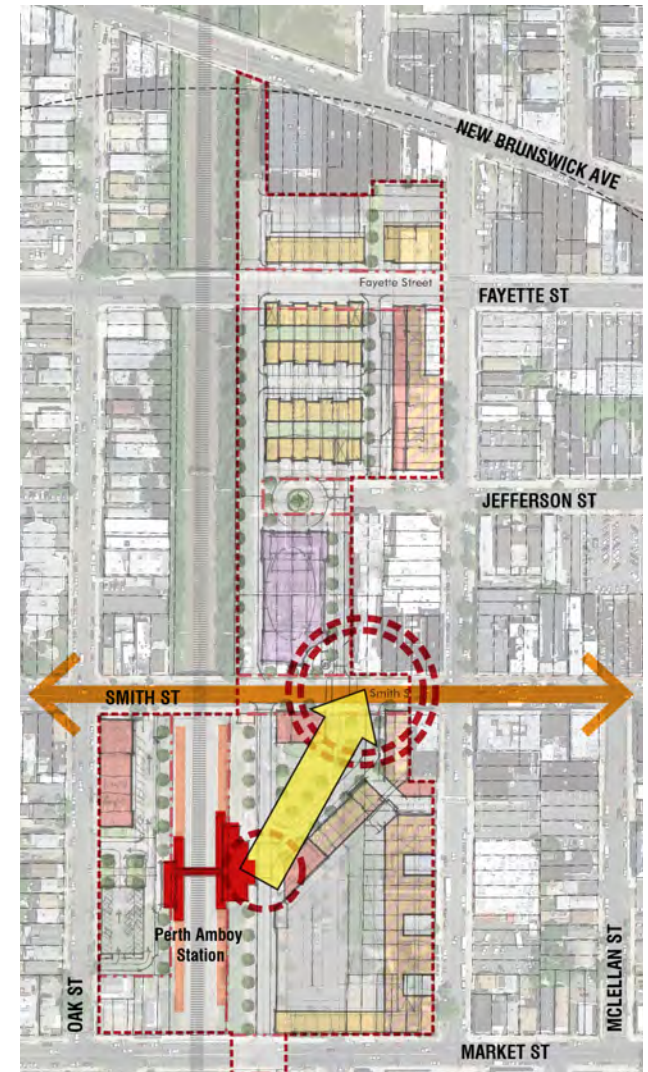 NEW BRUNSWICK AVE
Fayette Street
FAYETTE ST
JEFFERSON ST
SMITH ST
Smith S
Perth Amboy
Station
OAK ST
MCLELLAN ST
MARKET ST